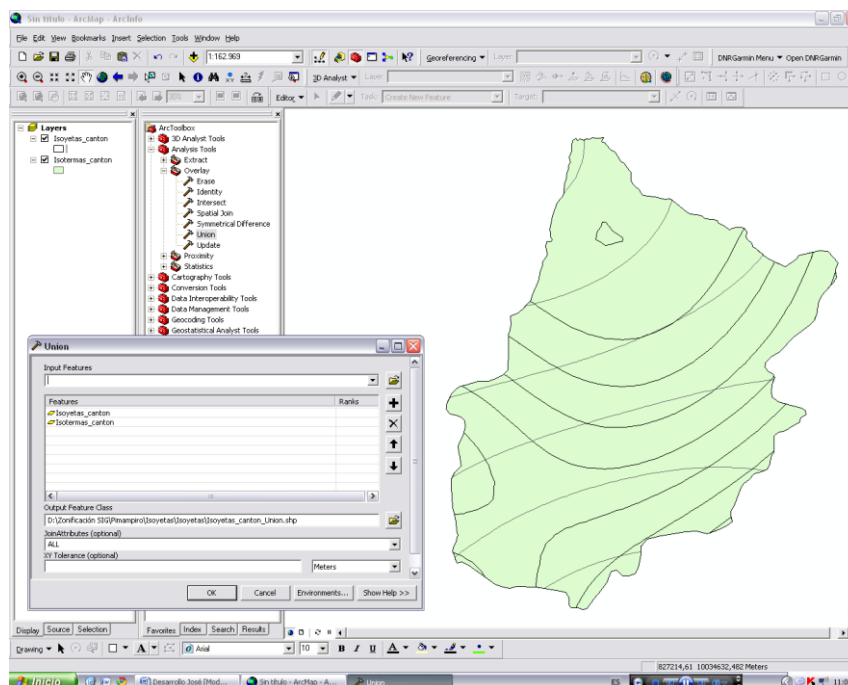 Sin titulo - ArcMap - ArcInfo
File Edit View Bookmarks Insert Selection Tools Window Help
1:162.969
Georeferencing
Layer:
DNRGarmin Menu
Open DNRGarmin
3D Analyst
Layer:
30%
Editor
Task:
Create New Feature
Target:
Layers
Isoyetas_canton
Isotermas_canton
ArcToolbox
3D Analyst Tools
Analysis Tools
Extract
Overlay
Erase
Identity
Intersect
Spatial Join
Symmetrical Difference
Union
Update
Proximity
Statistics
Cartography Tools
Conversion Tools
Data Interoperability Tools
Data Management Tools
Geocoding Tools
Geostatistical Analyst Tools
Union
Input Features
Features Ranks
Isoyetas_canton
Isotermas_canton
Output Feature Class
D:\Zonificación SIG\Pimampiro\Isoyetas\Isoyetas\Isoyetas_canton_Union.shp
JoinAttributes (optional)
ALL
XY Tolerance (optional)
Meters
OK Cancel Environments... Show Help >>
Display Source Selection
Favorites Index Search Results
Drawing
A
Arial
10
B I U A
827214,61 10034632,482 Meters
Inicio
Desarrollo José [Mod...
Sin titulo - ArcMap - A...
Union
ES
11:0